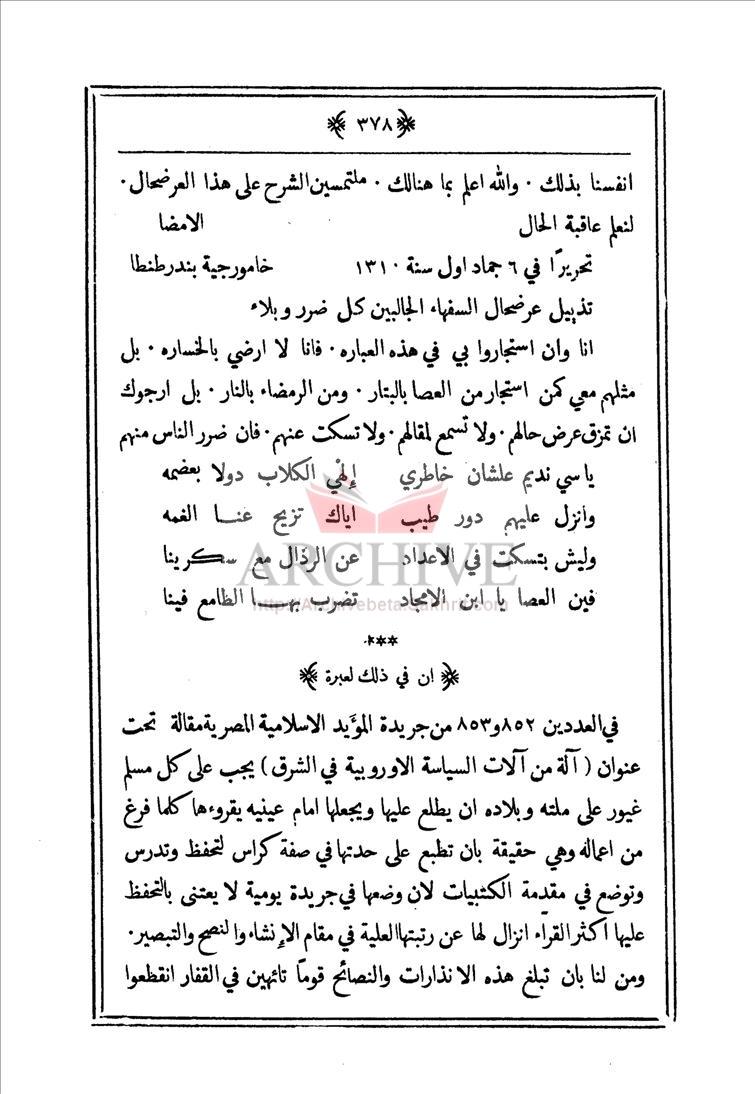 ٣٧٨
انفسنا بذلك · والله اعلم بما هنالك · ملتمسين الشرح على هذا العرضحال ·
لنعلم عاقبة الحال الامضا
تحريرًا في ٦ جماد اول سنة ١٣١٠ خامورجية بندرطنطا
تذييل عرضحال السفهاء الجالبين كل ضرر وبلاء
انا وان استجاروا بي في هذه العباره · فانا لا ارضي بالخساره · بل
مثلهم معي كمن استجار من العصا بالبتار · ومن الرمضاء بالنار · بل ارجوك
ان تمزق عرض حالهم · ولا تسمع لمقالهم · ولا تسكت عنهم · فان ضرر الناس منهم
يا سي نديم علشان خاطري إلهي الكلاب دولا بعضمه
وانزل عليهم دور طيب اياك تزيح عنا الغمه
وليش بتسكت في الاعداد عن الرذال مع سكرينا
فين العصا يا ابن الامجاد تضرب بها الطامع فينا
ARCHIVE
http://Archivebeta.Sakhrit.com
***
ان في ذلك لعبرة
في العددين ٨٥٢ و٨٥٣ من جريدة المؤيد الاسلامية المصرية مقالة تحت
عنوان ( آلة من آلات السياسة الاوروبية في الشرق ) يجب على كل مسلم
غيور على ملته وبلاده ان يطلع عليها ويجعلها امام عينيه يقروءها كلما فرغ
من اعماله وهي حقيقة بان تطبع على حدتها في صفة كراس لتحفظ وتدرس
وتوضع في مقدمة الكتبيات لان وضعها في جريدة يومية لا يعتنى بالتحفظ
عليها اكثر القرّاء انزال لها عن رتبتها العلية في مقام الإنشاء والنصح والتبصير ·
ومن لنا بان تبلغ هذه الانذارات والنصائح قومًا تائهين في القفار انقطعوا